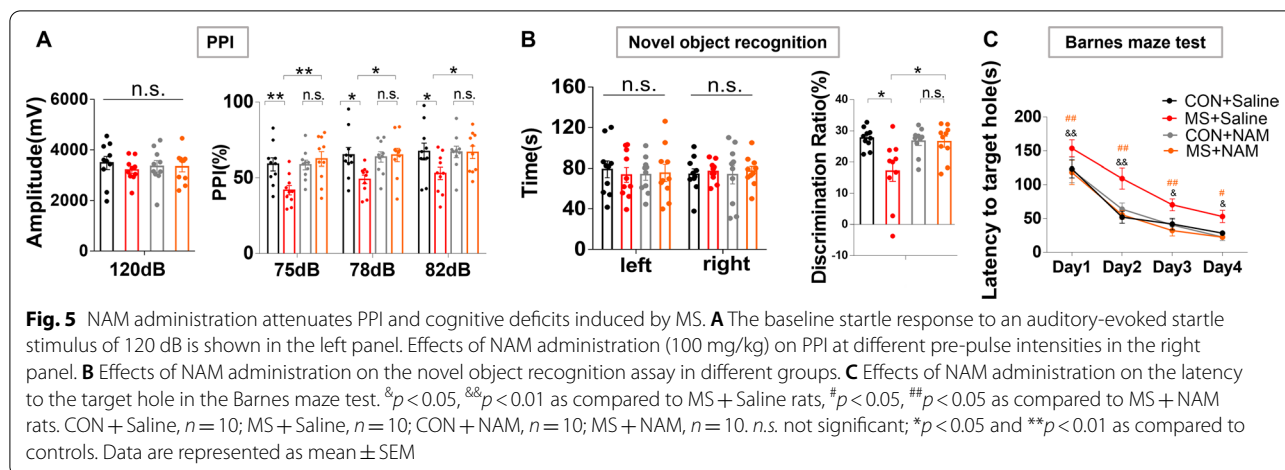 A PPI
Amplitude(mV)
6000
4000
2000
0
n.s.
120dB
PPI(%)
100
50
0
** * *
** n.s. * n.s. * n.s.
75dB 78dB 82dB
B Novel object recognition
Time(s)
160
120
80
40
0
n.s. n.s.
left right
Discrimination Ratio(%)
40
30
20
10
0
-10
*
* n.s.
C Barnes maze test
Latency to target hole(s)
200
150
100
50
0
CON+Saline
MS+Saline
CON+NAM
MS+NAM
## ## ## #
&& && & &
Day1 Day2 Day3 Day4
Fig. 5 NAM administration attenuates PPI and cognitive deficits induced by MS. A The baseline startle response to an auditory-evoked startle
stimulus of 120 dB is shown in the left panel. Effects of NAM administration (100 mg/kg) on PPI at different pre-pulse intensities in the right
panel. B Effects of NAM administration on the novel object recognition assay in different groups. C Effects of NAM administration on the latency
to the target hole in the Barnes maze test. &p < 0.05, &&p < 0.01 as compared to MS + Saline rats, #p < 0.05, ##p < 0.05 as compared to MS + NAM
rats. CON + Saline, n = 10; MS + Saline, n = 10; CON + NAM, n = 10; MS + NAM, n = 10. n.s. not significant; *p < 0.05 and **p < 0.01 as compared to
controls. Data are represented as mean ± SEM